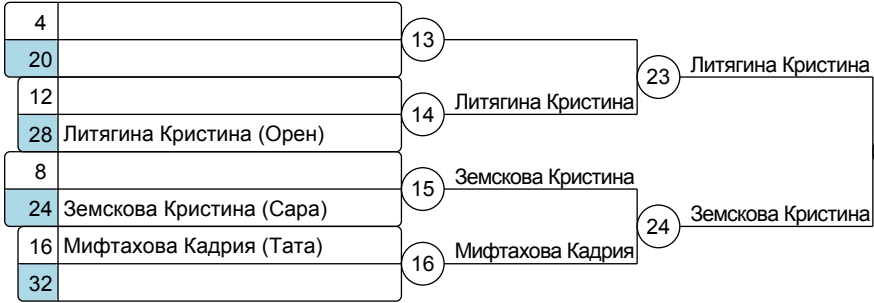 4
13
20
23 Литягина Кристина
12
14 Литягина Кристина
28 Литягина Кристина (Орен)
8
15 Земскова Кристина
24 Земскова Кристина (Сара)
24 Земскова Кристина
16 Мифтахова Кадрия (Тата)
16 Мифтахова Кадрия
32